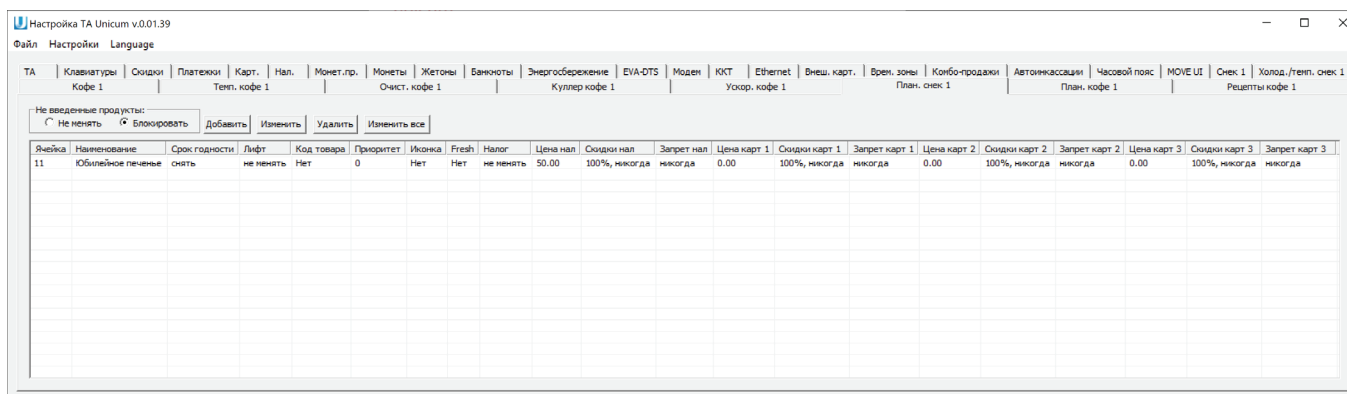 Настройка TA Unicum v.0.01.39
Файл Настройки Language
TA Клавиатуры Скидки Платежки Карт. Нал. Монет.пр. Монеты Жетоны Банкноты Энергосбережение EVA-DTS Модем ККТ Ethernet Внеш. карт. Врем. зоны Комбо-продажи Автоинкассации Часовой пояс MOVE UI Снек 1 Холод./темп. снек 1
Кофе 1 Темп. кофе 1 Очист. кофе 1 Куллер кофе 1 Ускор. кофе 1 План. снек 1 План. кофе 1 Рецепты кофе 1
Не введенные продукты:
Не менять Блокировать Добавить Изменить Удалить Изменить все
Ячейка Наименование Срок годности Лифт Код товара Приоритет Иконка Fresh Налог Цена нал Скидки нал Запрет нал Цена карт 1 Скидки карт 1 Запрет карт 1 Цена карт 2 Скидки карт 2 Запрет карт 2 Цена карт 3 Скидки карт 3 Запрет карт 3
11 Юбилейное печенье снять не менять Нет 0 Нет Нет не менять 50.00 100%, никогда никогда 0.00 100%, никогда никогда 0.00 100%, никогда никогда 0.00 100%, никогда никогда